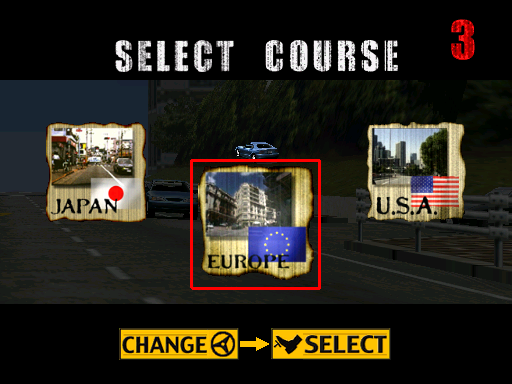 SELECT COURSE
3
JAPAN
EUROPE
U.S.A.
CHANGE
SELECT